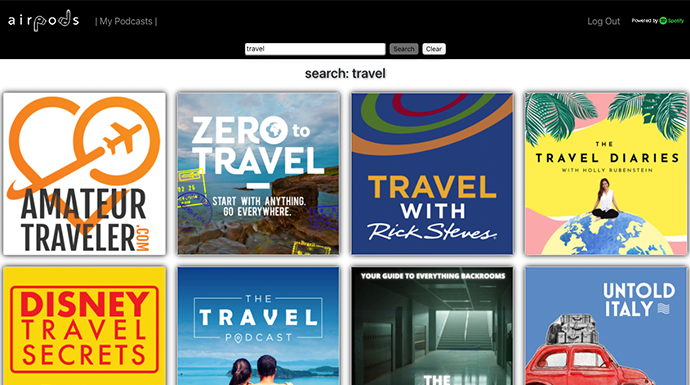 airpods
| My Podcasts |
Log Out
Powered by Spotify
travel
Search
Clear
search: travel
AMATEUR
TRAVELER.COM
ZERO to
TRAVEL
START WITH ANYTHING.
GO EVERYWHERE.
TRAVEL
WITH
Rick Steves
THE
TRAVEL DIARIES
WITH HOLLY RUBENSTEIN
DISNEY
TRAVEL
SECRETS
THE
TRAVEL
PODCAST
YOUR GUIDE TO EVERYTHING BACKROOMS
THE
UNTOLD
ITALY